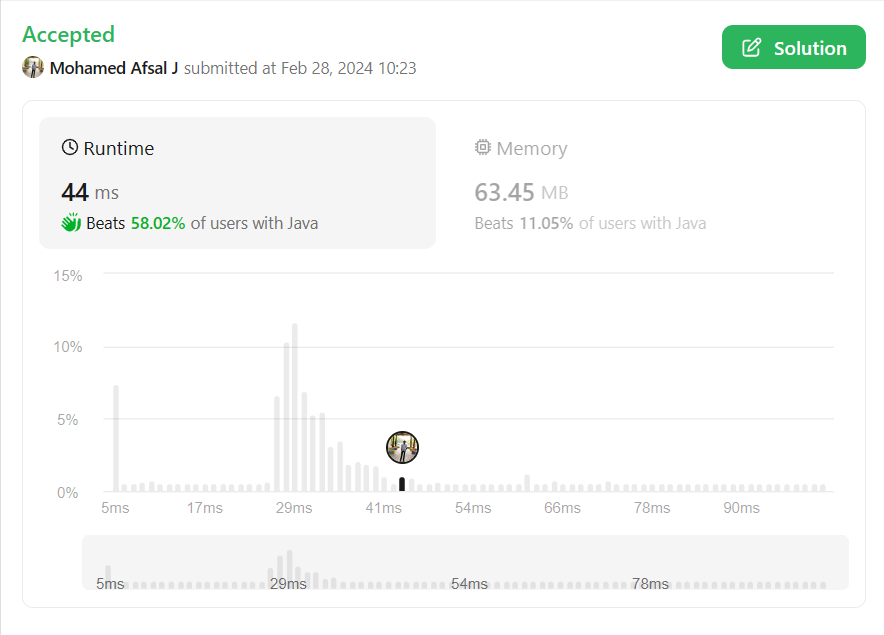 Accepted
Solution
Mohamed Afsal J submitted at Feb 28, 2024 10:23
Runtime
44 ms
Beats 58.02% of users with Java
Memory
63.45 MB
Beats 11.05% of users with Java
15%
10%
5%
0%
5ms 17ms 29ms 41ms 54ms 66ms 78ms 90ms
5ms 29ms 54ms 78ms